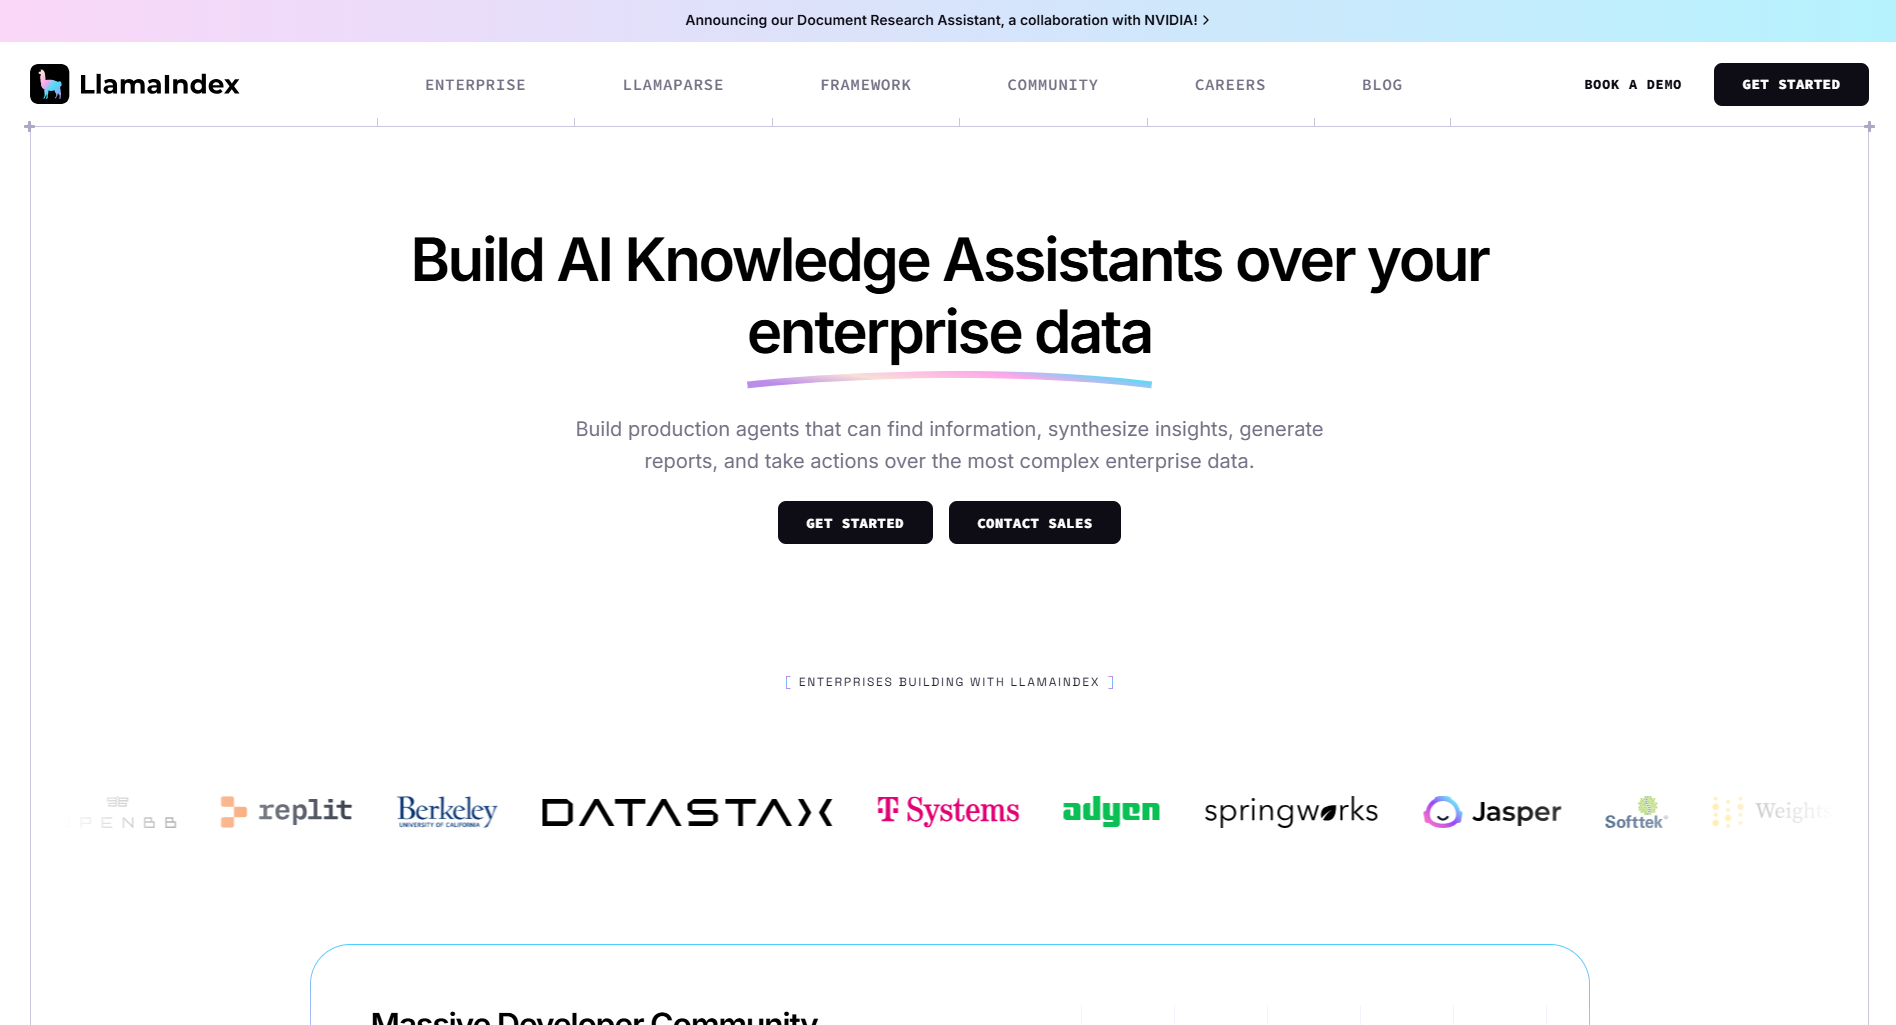 Announcing our Document Research Assistant, a collaboration with NVIDIA! >
LlamaIndex
ENTERPRISE
LLAMAPARSE
FRAMEWORK
COMMUNITY
CAREERS
BLOG
BOOK A DEMO
GET STARTED
Build AI Knowledge Assistants over your
enterprise data
Build production agents that can find information, synthesize insights, generate
reports, and take actions over the most complex enterprise data.
GET STARTED
CONTACT SALES
[ ENTERPRISES BUILDING WITH LLAMAINDEX ]
PENBB
replit
Berkeley
UNIVERSITY OF CALIFORNIA
DATASTAX
T Systems
adyen
springworks
Jasper
Softtek
Weights
Massive Developer Community